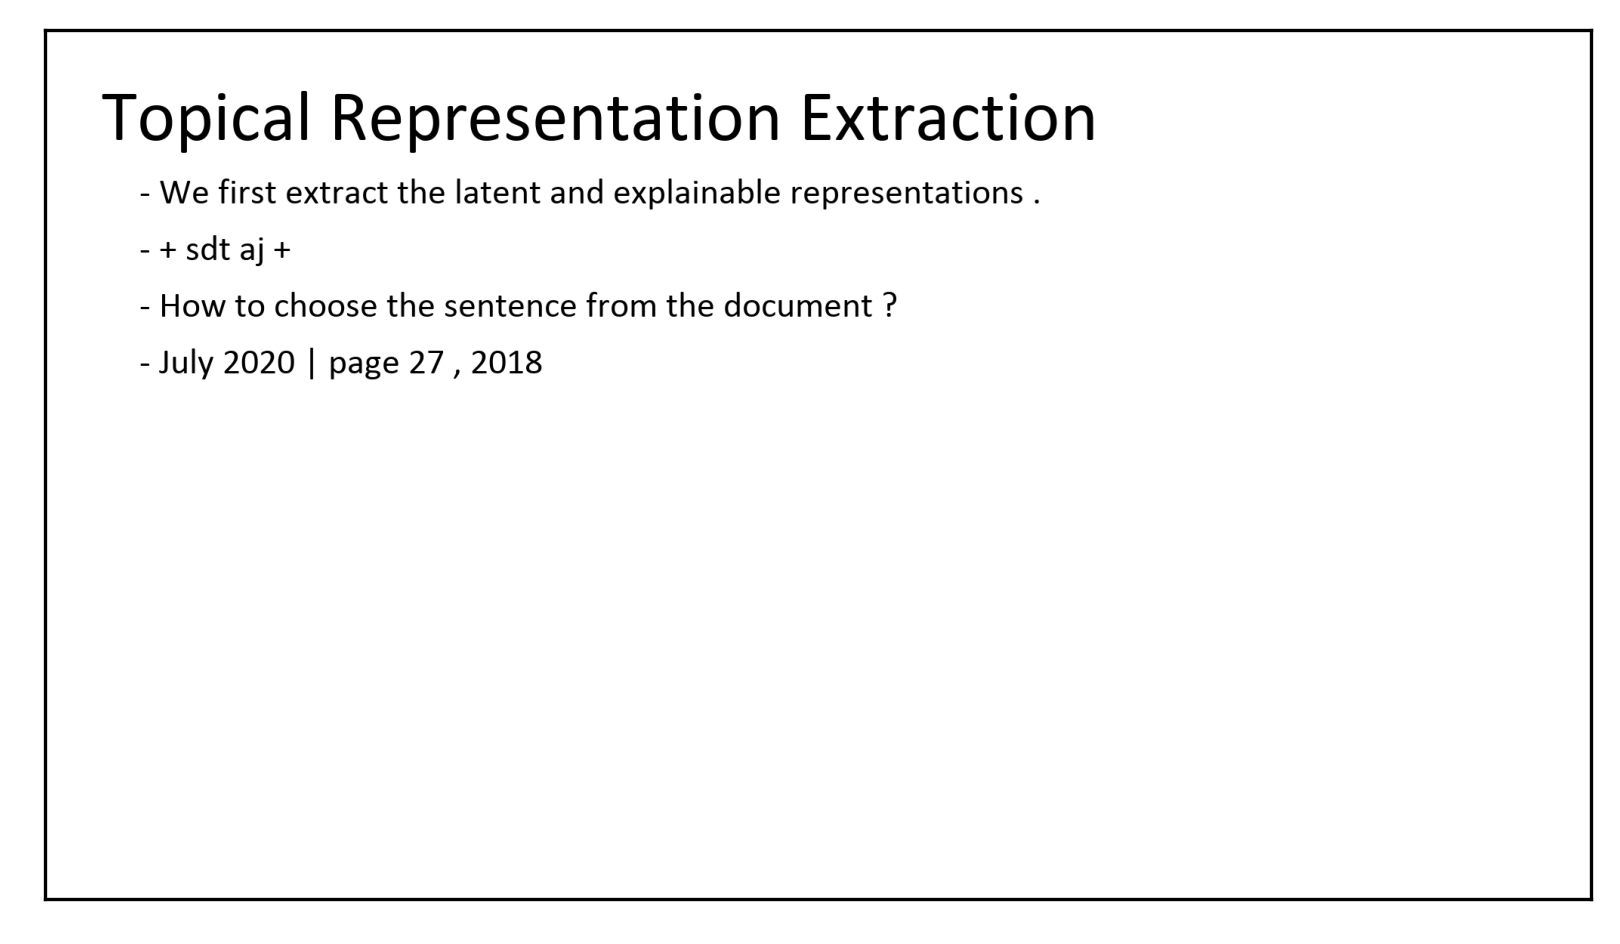 Topical Representation Extraction
- We first extract the latent and explainable representations .
- + sdt aj +
- How to choose the sentence from the document ?
- July 2020 | page 27 , 2018